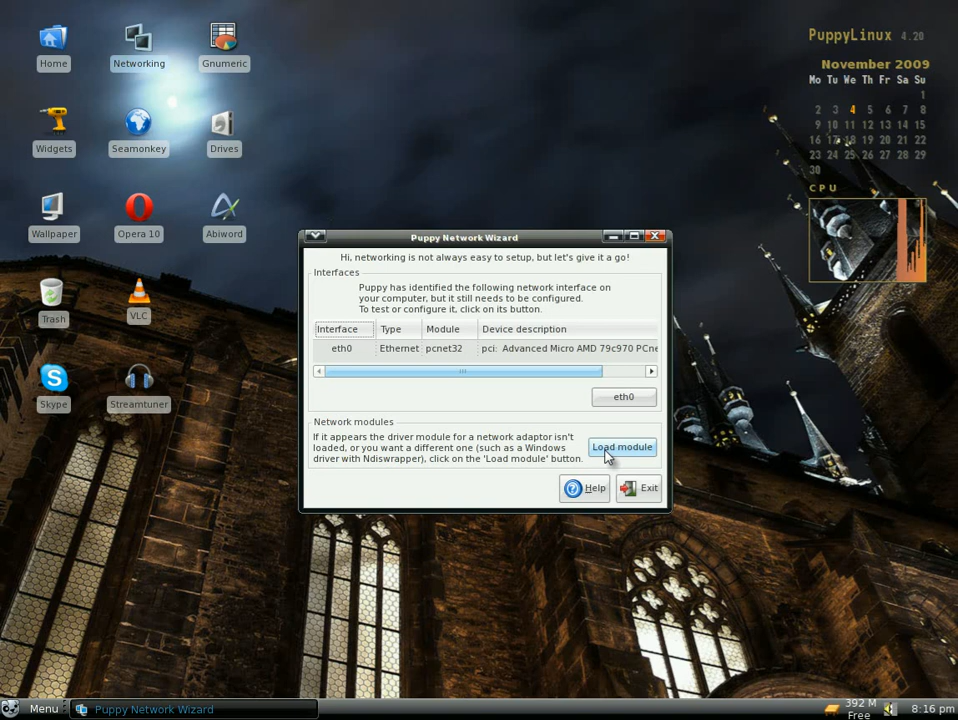 Home
Networking
Gnumeric
Widgets
Seamonkey
Drives
Wallpaper
Opera 10
Abiword
Trash
VLC
Skype
Streamtuner
PuppyLinux 4.20
November 2009
Mo Tu We Th Fr Sa Su
1
2 3 4 5 6 7 8
9 10 11 12 13 14 15
16 17 18 19 20 21 22
23 24 25 26 27 28 29
30
CPU
Puppy Network Wizard
Hi, networking is not always easy to setup, but let's give it a go!
Interfaces
Puppy has identified the following network interface on
your computer, but it still needs to be configured.
To test or configure it, click on its button.
Interface Type Module Device description
eth0 Ethernet pcnet32 pci: Advanced Micro AMD 79c970 PCne
eth0
Network modules
If it appears the driver module for a network adaptor isn't
loaded, or you want a different one (such as a Windows
driver with Ndiswrapper), click on the 'Load module' button.
Load module
Help Exit
Menu
Puppy Network Wizard
392 M
Free
8:16 pm